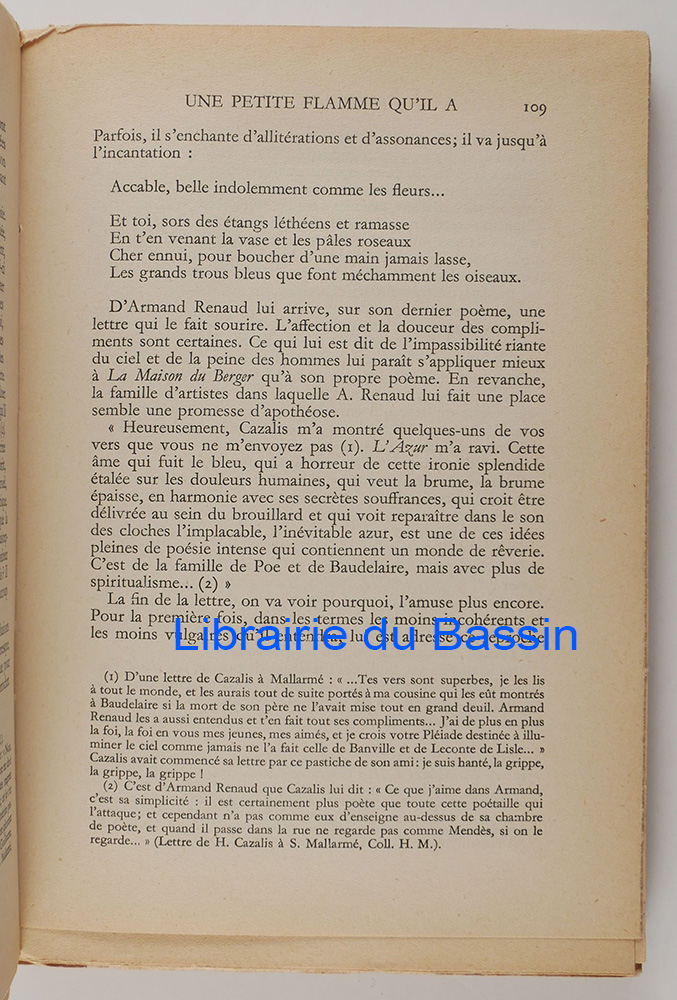 UNE PETITE FLAMME QU'IL A 109
Parfois, il s'enchante d'allitérations et d'assonances; il va jusqu'à
l'incantation :
Accable, belle indolemment comme les fleurs...
Et toi, sors des étangs léthéens et ramasse
En t'en venant la vase et les pâles roseaux
Cher ennui, pour boucher d'une main jamais lasse,
Les grands trous bleus que font méchamment les oiseaux.
D'Armand Renaud lui arrive, sur son dernier poème, une
lettre qui le fait sourire. L'affection et la douceur des compli-
ments sont certaines. Ce qui lui est dit de l'impassibilité riante
du ciel et de la peine des hommes lui paraît s'appliquer mieux
à La Maison du Berger qu'à son propre poème. En revanche,
la famille d'artistes dans laquelle A. Renaud lui fait une place
semble une promesse d'apothéose.
« Heureusement, Cazalis m'a montré quelques-uns de vos
vers que vous ne m'envoyez pas (1). L'Azur m'a ravi. Cette
âme qui fuit le bleu, qui a horreur de cette ironie splendide
étalée sur les douleurs humaines, qui veut la brume, la brume
épaisse, en harmonie avec ses secrètes souffrances, qui croit être
délivrée au sein du brouillard et qui voit reparaître dans le son
des cloches l'implacable, l'inévitable azur, est une de ces idées
pleines de poésie intense qui contiennent un monde de rêverie.
C'est de la famille de Poe et de Baudelaire, mais avec plus de
spiritualisme... (2) »
La fin de la lettre, on va voir pourquoi, l'amuse plus encore.
Pour la première fois, dans les termes les moins incohérents et
les moins vulgaires qu'il entendra, lui est adressé ce reproche
Librairie du Bassin
(1) D'une lettre de Cazalis à Mallarmé : « ...Tes vers sont superbes, je les lis
à tout le monde, et les aurais tout de suite portés à ma cousine qui les eût montrés
à Baudelaire si la mort de son père ne l'avait mise tout en grand deuil. Armand
Renaud les a aussi entendus et t'en fait tout ses compliments... J'ai de plus en plus
la foi, la foi en vous mes jeunes, mes aimés, et je crois votre Pléiade destinée à illu-
miner le ciel comme jamais ne l'a fait celle de Banville et de Leconte de Lisle... »
Cazalis avait commencé sa lettre par ce pastiche de son ami : je suis hanté, la grippe,
la grippe, la grippe !
(2) C'est d'Armand Renaud que Cazalis lui dit : « Ce que j'aime dans Armand,
c'est sa simplicité : il est certainement plus poète que toute cette poétaille qui
l'attaque; et cependant n'a pas comme eux d'enseigne au-dessus de sa chambre
de poète, et quand il passe dans la rue ne regarde pas comme Mendès, si on le
regarde... » (Lettre de H. Cazalis à S. Mallarmé, Coll. H. M.).